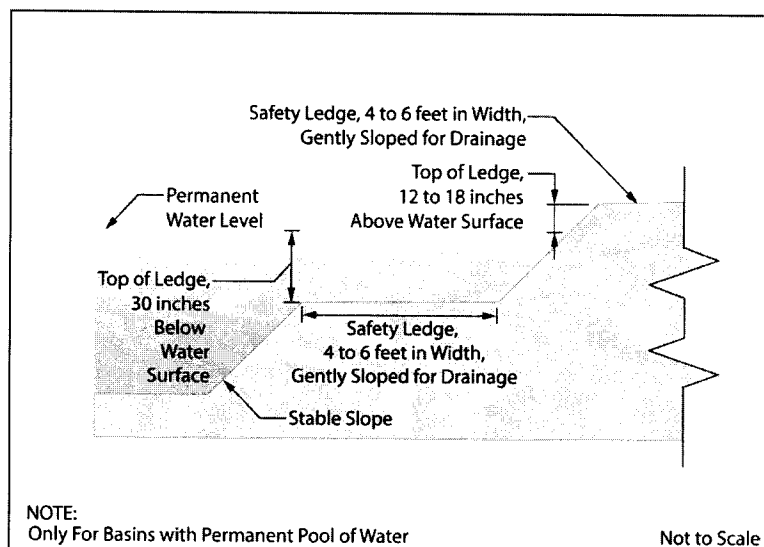 Safety Ledge, 4 to 6 feet in Width,
Gently Sloped for Drainage
Top of Ledge,
12 to 18 inches
Above Water Surface
Permanent
Water Level
Top of Ledge,
30 inches
Below
Water
Surface
Safety Ledge,
4 to 6 feet in Width,
Gently Sloped for Drainage
Stable Slope
NOTE:
Only For Basins with Permanent Pool of Water
Not to Scale